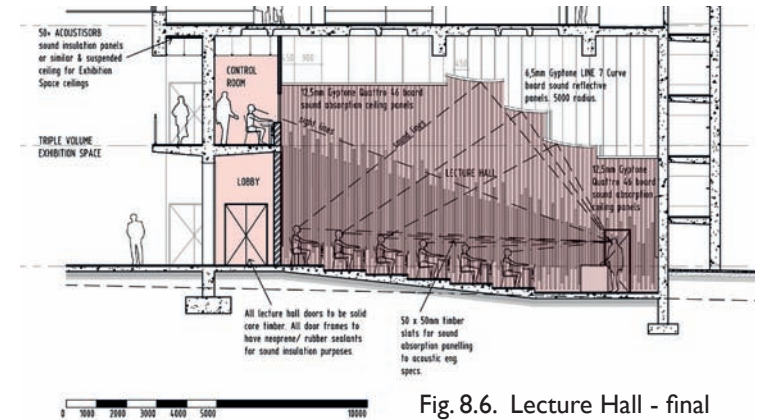 50+ ACOUSTISORB
sound insulation panels
or similar & suspended
ceiling for Exhibition
Space ceilings
CONTROL
ROOM
450 900
450
12,5mm Gyptone Quattro 46 board
sound absorption ceiling panels
6,5mm Gyptone LINE 7 Curve
board sound reflective
panels. 5000 radius.
sight lines
sound lines
TRIPLE VOLUME
EXHIBITION SPACE
LOBBY
LECTURE HALL
12,5mm Gyptone
Quattro 46 board
sound absorption
ceiling panels
All lecture hall doors to be solid
core timber. All door frames to
have neoprene/ rubber sealants
for sound insulation purposes.
50 x 50mm timber
slats for sound
absorption panelling
to acoustic eng.
specs.
0 1000 2000 3000 4000 5000 10000
Fig. 8.6. Lecture Hall - final